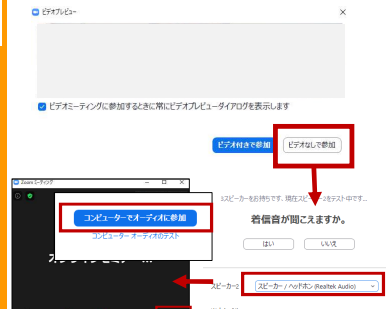 ビデオプレビュー
ビデオミーティングに参加するときに常にビデオプレビューダイアログを表示します
ビデオ付きで参加
ビデオなしで参加
Zoom ミーティング
コンピューターでオーディオに参加
コンピューター オーディオのテスト
スピーカーをお持ちです. 現在スピーカー2をテスト中です...
着信音が聞こえますか。
はい
いいえ
スピーカー2
スピーカー / ヘッドホン (Realtek Audio)